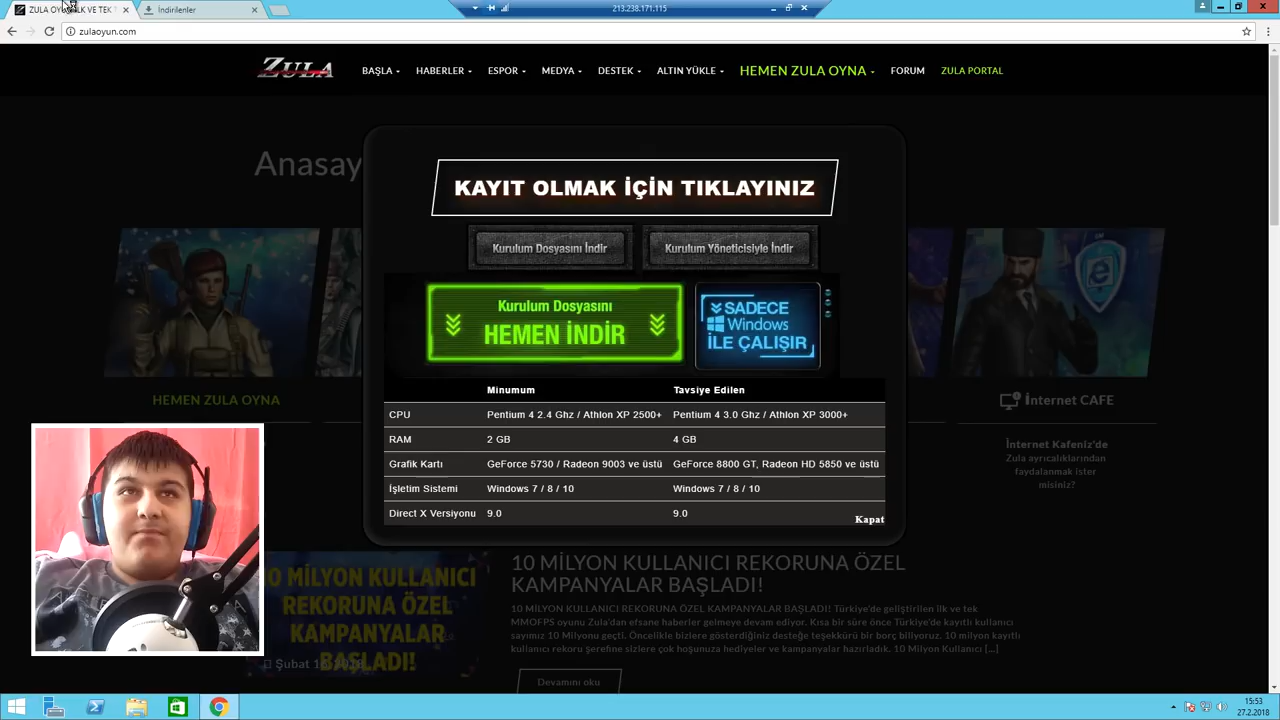 ZULA OYUN İLK VE TEK T
İndirilenler
213.238.171.115
zulaoyun.com
ZULA
BAŞLA
HABERLER
ESPOR
MEDYA
DESTEK
ALTIN YÜKLE
HEMEN ZULA OYNA
FORUM
ZULA PORTAL
Anasay
KAYIT OLMAK İÇİN TIKLAYINIZ
Kurulum Dosyasını İndir
Kurulum Yöneticisiyle İndir
Kurulum Dosyasını
HEMEN İNDİR
SADECE
Windows
İLE ÇALIŞIR
Minumum Tavsiye Edilen
CPU Pentium 4 2.4 Ghz / Athlon XP 2500+ Pentium 4 3.0 Ghz / Athlon XP 3000+
RAM 2 GB 4 GB
Grafik Kartı GeForce 5730 / Radeon 9003 ve üstü GeForce 8800 GT, Radeon HD 5850 ve üstü
İşletim Sistemi Windows 7 / 8 / 10 Windows 7 / 8 / 10
Direct X Versiyonu 9.0 9.0
Kapat
HEMEN ZULA OYNA
İnternet CAFE
İnternet Kafeniz'de
Zula ayrıcalıklarından
faydalanmak ister
misiniz?
10 MİLYON KULLANICI
REKORUNA ÖZEL
KAMPANYALAR
BAŞLADI!
Şubat 1
10 MİLYON KULLANICI REKORUNA ÖZEL
KAMPANYALAR BAŞLADI!
10 MİLYON KULLANICI REKORUNA ÖZEL KAMPANYALAR BAŞLADI! Türkiye'de geliştirilen ilk ve tek
MMOFPS oyunu Zula'dan efsane haberler gelmeye devam ediyor. Kısa bir süre önce Türkiye'de kayıtlı kullanıcı
sayımız 10 Milyonu geçti. Öncelikle bizlere gösterdiğiniz desteğe teşekkürü bir borç biliyoruz. 10 milyon kayıtlı
kullanıcı rekoru şerefine sizlere çok hoşunuza hediyeler ve kampanyalar hazırladık. 10 Milyon Kullanıcı [...]
Devamını oku
15:53
27.2.2018